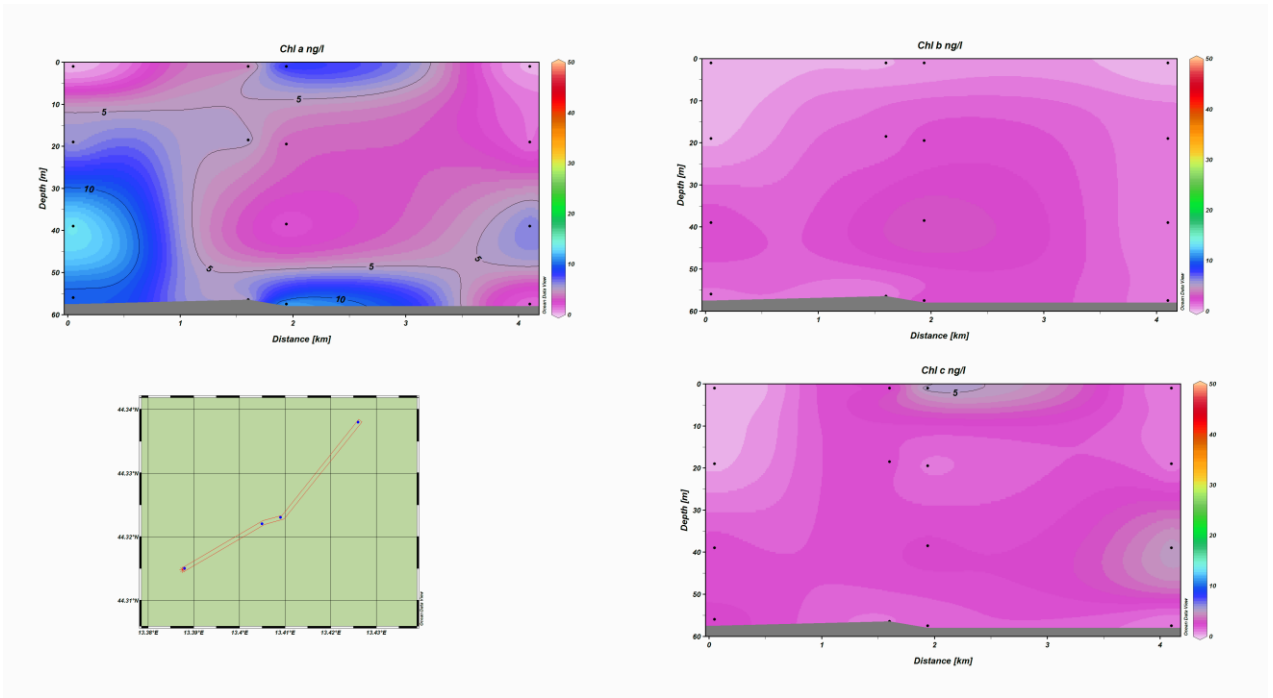 Chl a ng/l
0
10
20
30
40
50
60
Depth [m]
5
5
10
5
5
5
10
0
1
2
3
4
Distance [km]
50
40
30
20
10
0
Ocean Data View
Chl b ng/l
0
10
20
30
40
50
60
Depth [m]
0
1
2
3
4
Distance [km]
50
40
30
20
10
0
Ocean Data View
44.34°N
44.33°N
44.32°N
44.31°N
13.38°E
13.39°E
13.4°E
13.41°E
13.42°E
13.43°E
Ocean Data View
Chl c ng/l
0
10
20
30
40
50
60
Depth [m]
5
0
1
2
3
4
Distance [km]
50
40
30
20
10
0
Ocean Data View